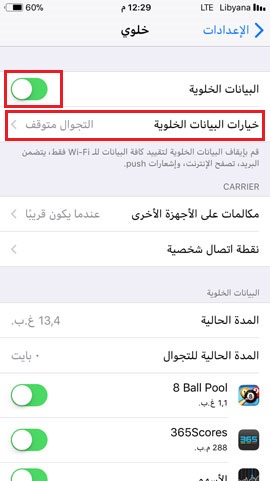 Libyana LTE 12:29 م 60%
الإعدادات خلوي
البيانات الخلوية
خيارات البيانات الخلوية التجوال متوقف
قم بإيقاف البيانات الخلوية لتقييد كافة البيانات للـ Wi-Fi فقط، يتضمن
البريد، تصفح الإنترنت، وإشعارات push.
CARRIER
مكالمات على الأجهزة الأخرى عندما يكون قريبًا
نقطة اتصال شخصية
البيانات الخلوية
المدة الحالية 13,4 غ.ب.
المدة الحالية للتجوال ٠ بايت
8 Ball Pool
1,1 غ.ب.
365
365Scores
288 م.ب.
الأسهم